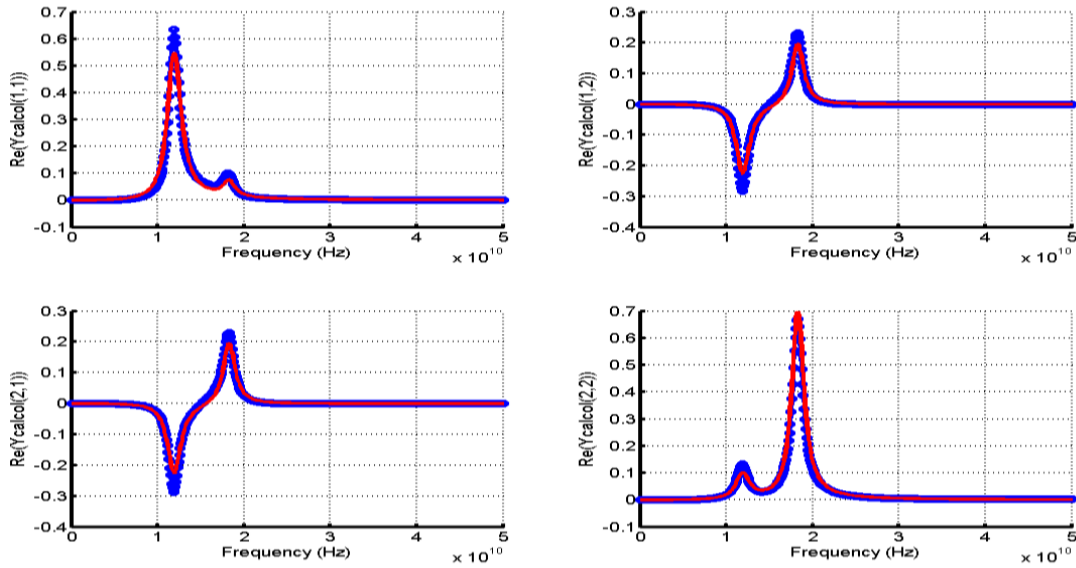 0.7
0.6
0.5
0.4
0.3
0.2
0.1
0
-0.1
Re(Ycalcol(1,1))
0 1 2 3 4 5
Frequency (Hz)
x 10^10
0.3
0.2
0.1
0
-0.1
-0.2
-0.3
-0.4
Re(Ycalcol(1,2))
0 1 2 3 4 5
Frequency (Hz)
x 10^10
0.3
0.2
0.1
0
-0.1
-0.2
-0.3
-0.4
Re(Ycalcol(2,1))
0 1 2 3 4 5
Frequency (Hz)
x 10^10
0.7
0.6
0.5
0.4
0.3
0.2
0.1
0
-0.1
Re(Ycalcol(2,2))
0 1 2 3 4 5
Frequency (Hz)
x 10^10